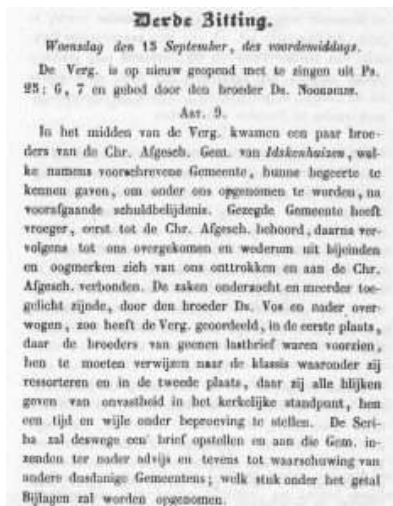 Derde Zitting.
Woensdag den 13 September, des voordemiddags.
De Verg. is op nieuw geopend met te zingen uit Ps.
25: 6, 7 en gebed door den broeder Ds.
Art. 9.
In het midden van de Verg. kwamen een paar broe-
ders van de Chr. Afgesch. Gem. van Idskenhuizen, wel-
ke namens voorschrevene Gemeente, hunne begeerte te
kennen gaven, om onder ons opgenomen te worden, na
voorafgaande schuldbelijdenis. Gezegde Gemeente heeft
vroeger, eerst tot de Chr. Afgesch. behoord, daarna ver-
volgens tot ons overgekomen en wederom uit bijeinden
en oogmerken zich van ons onttrokken en aan de Chr.
Afgesch. verbonden. De zaken onderzocht en meerder toe-
gelicht zijnde, door den broeder Ds. Vos en nader over-
wogen, zoo heeft de Verg. geoordeeld, in de eerste plaats,
daar de broeders van geenen lastbrief waren voorzien,
hen te moeten verwijzen naar de klassis waaronder zij
ressorteren en in de tweede plaats, daar zij alle blijken
geven van onvastheid in het kerkelijke standpunt, hen
een tijd en wijle onder beproeving te stellen. De Scri-
ba zal deswege een' brief opstellen en aan die Gem. in-
zenden ter nader advijs en tevens tot waarschuwing van
andere dusdanige Gemeentens; welk stuk onder het getal
Bijlagen zal worden opgenomen.